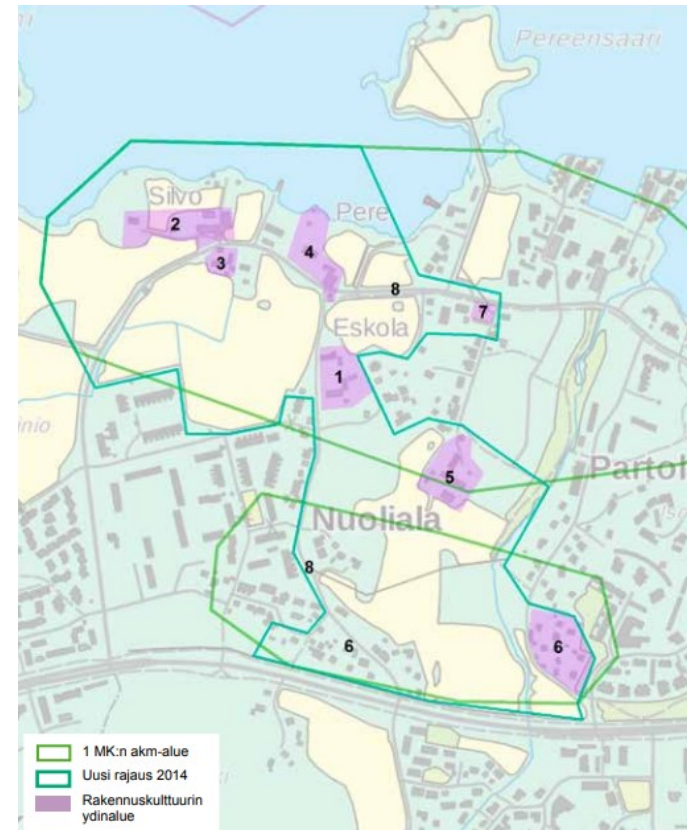 Pereensaari
Silvo
2
Pere
4
3
8
7
Eskola
1
5
Partol
Nuoliala
8
6
6
1 MK:n akm-alue
Uusi rajaus 2014
Rakennuskulttuurin
ydinalue